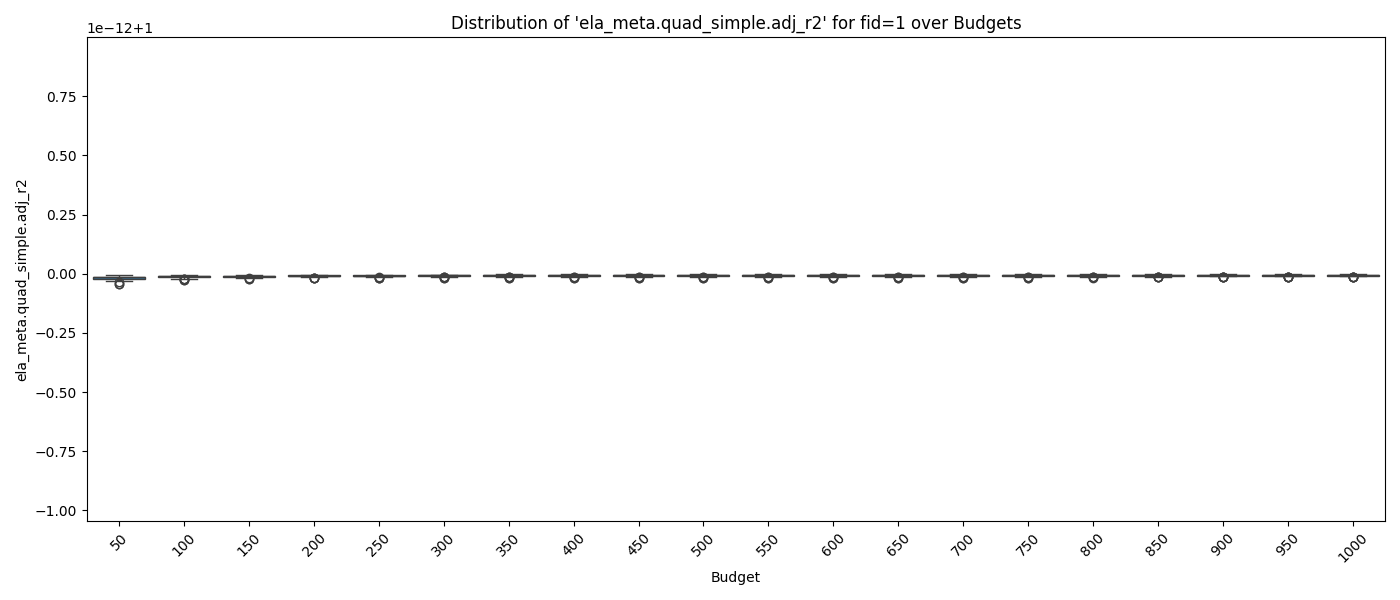 Distribution of 'ela_meta.quad_simple.adj_r2' for fid=1 over Budgets
1e−12+1
0.75
0.50
0.25
0.00
−0.25
−0.50
−0.75
−1.00
ela_meta.quad_simple.adj_r2
50 100 150 200 250 300 350 400 450 500 550 600 650 700 750 800 850 900 950 1000
Budget